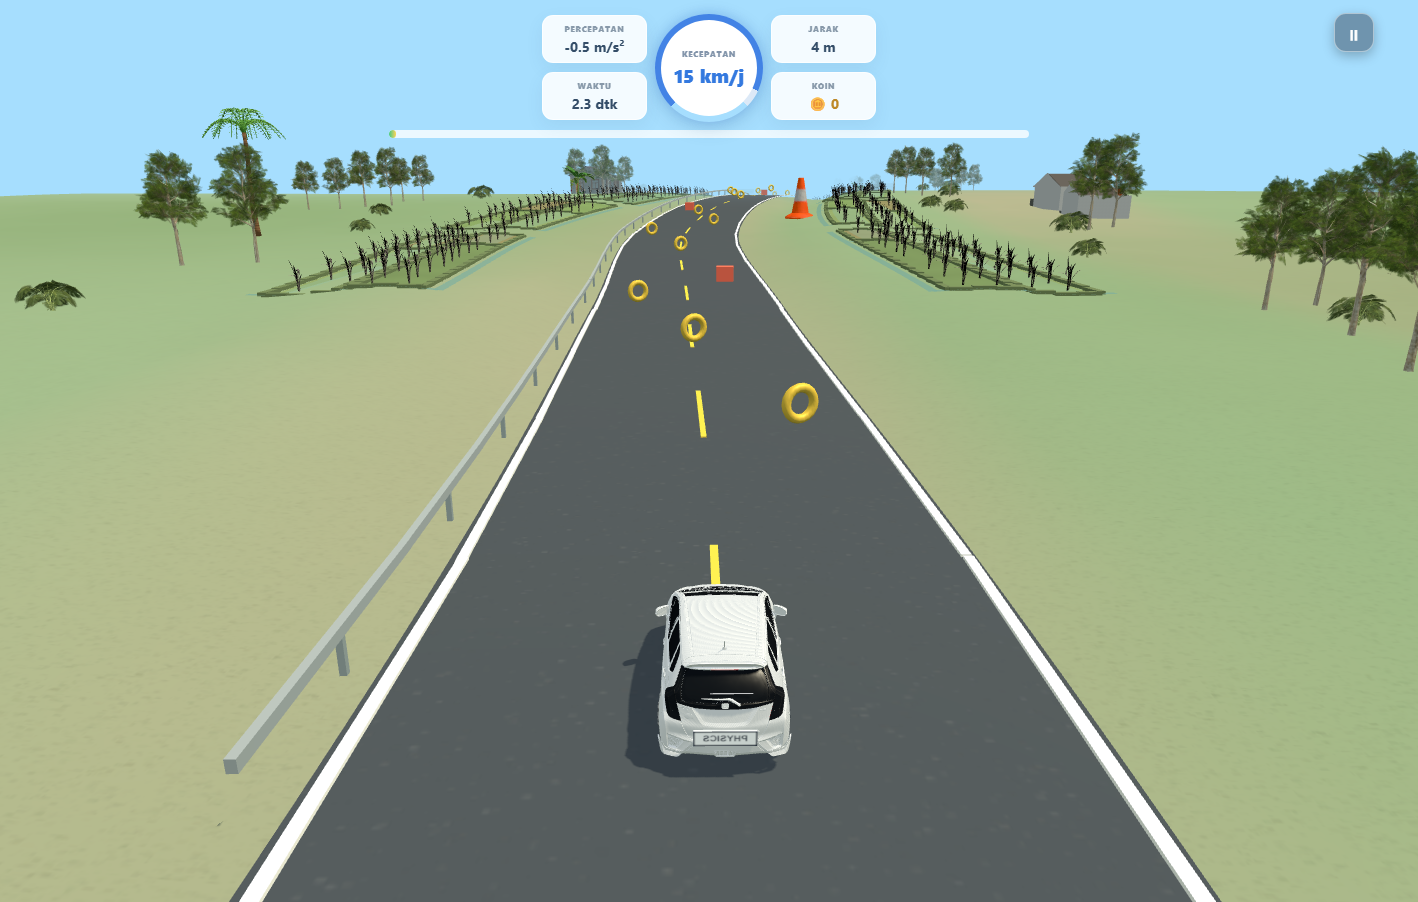 PERCEPATAN
-0.5 m/s²
WAKTU
2.3 dtk
KECEPATAN
15 km/j
JARAK
4 m
KOIN
0
PHYSICS